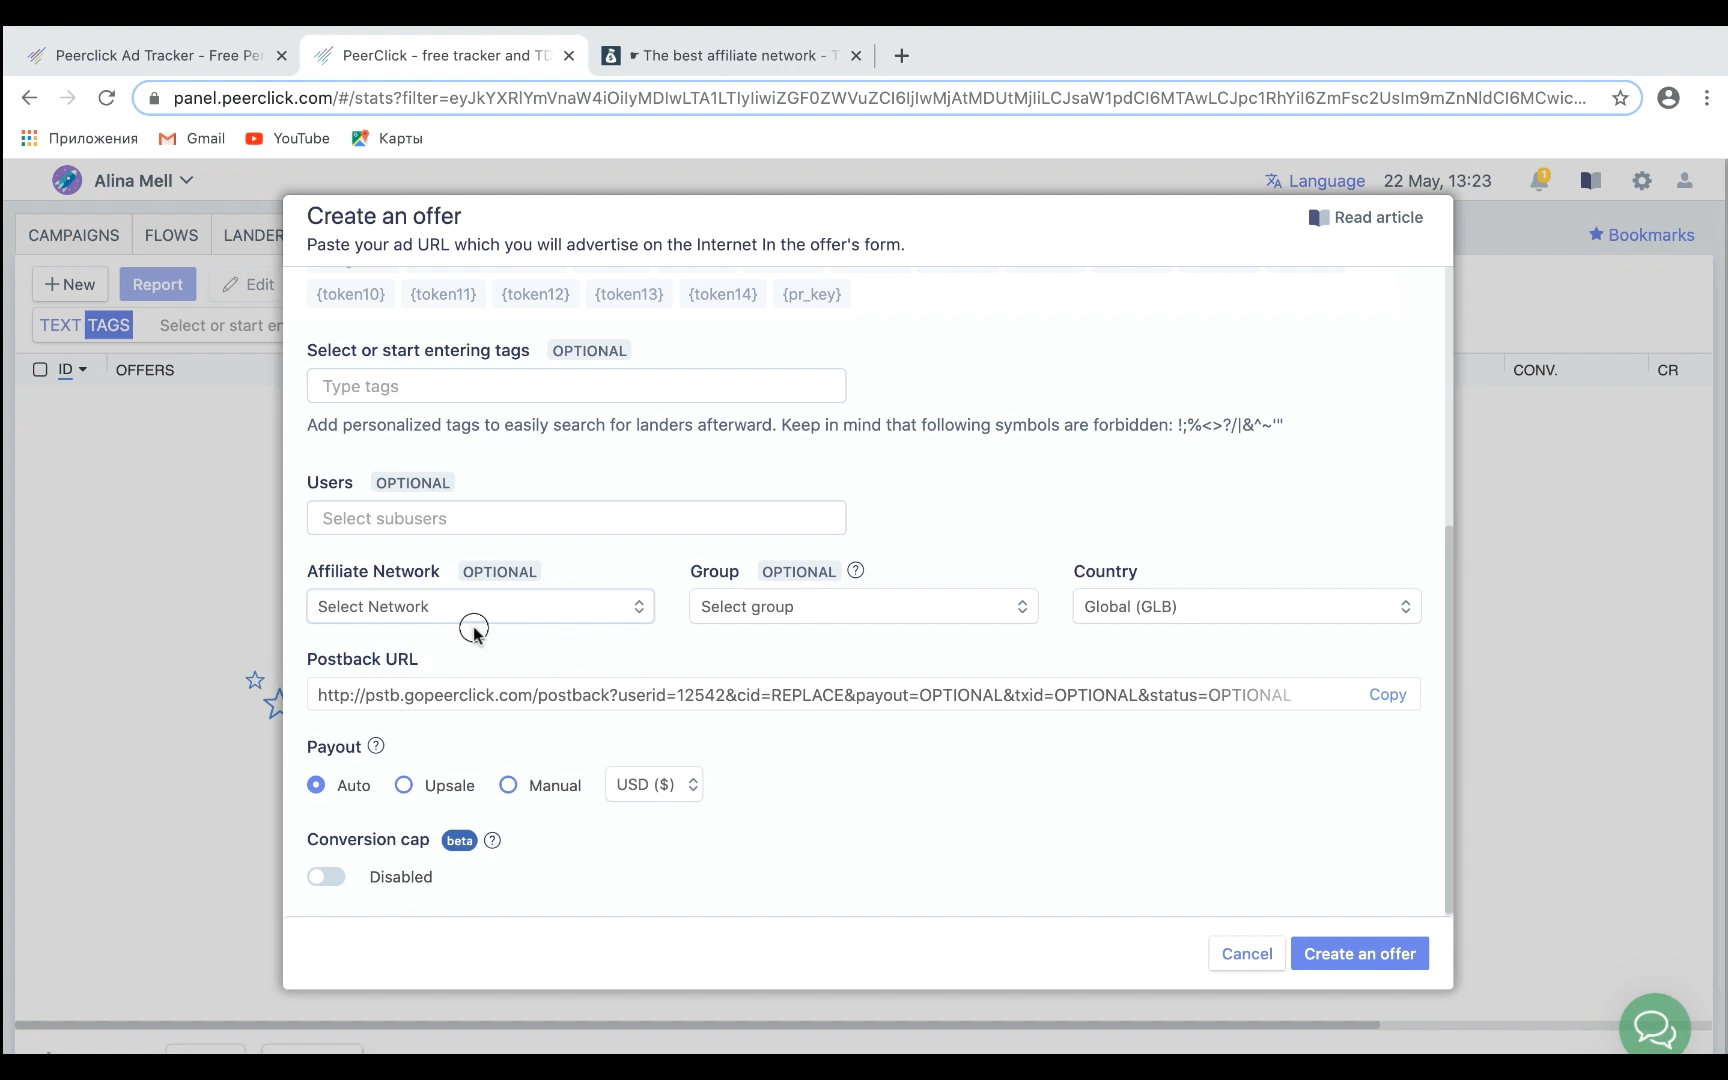 Peerclick Ad Tracker - Free Per
PeerClick - free tracker and TD
☛ The best affiliate network - T
panel.peerclick.com/#/stats?filter=
Приложения
Gmail
YouTube
Карты
Alina Mell
Language
22 May, 13:23
1
Create an offer
Read article
Paste your ad URL which you will advertise on the Internet In the offer's form.
CAMPAIGNS
FLOWS
LANDER
Bookmarks
+ New
Report
Edit
{token10}
{token11}
{token12}
{token13}
{token14}
{pr_key}
TEXT
TAGS
Select or start en
Select or start entering tags
OPTIONAL
ID
OFFERS
CONV.
CR
Type tags
Add personalized tags to easily search for landers afterward. Keep in mind that following symbols are forbidden: !;%<>?/|&^~'"
Users
OPTIONAL
Select subusers
Affiliate Network
OPTIONAL
Group
OPTIONAL
?
Country
Select Network
Select group
Global (GLB)
Postback URL
http://pstb.gopeerclick.com/postback?userid=12542&cid=REPLACE&payout=OPTIONAL&txid=OPTIONAL&status=OPTIONAL
Copy
Payout
?
Auto
Upsale
Manual
USD ($)
Conversion cap
beta
?
Disabled
Cancel
Create an offer